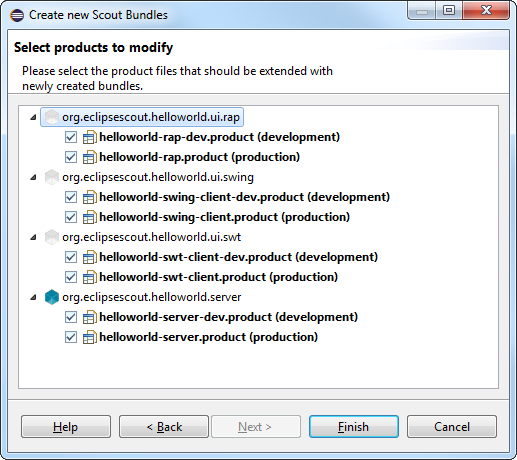 Create new Scout Bundles
Select products to modify
Please select the product files that should be extended with
newly created bundles.
org.eclipsescout.helloworld.ui.rap
helloworld-rap-dev.product (development)
helloworld-rap.product (production)
org.eclipsescout.helloworld.ui.swing
helloworld-swing-client-dev.product (development)
helloworld-swing-client.product (production)
org.eclipsescout.helloworld.ui.swt
helloworld-swt-client-dev.product (development)
helloworld-swt-client.product (production)
org.eclipsescout.helloworld.server
helloworld-server-dev.product (development)
helloworld-server.product (production)
Help < Back Next > Finish Cancel